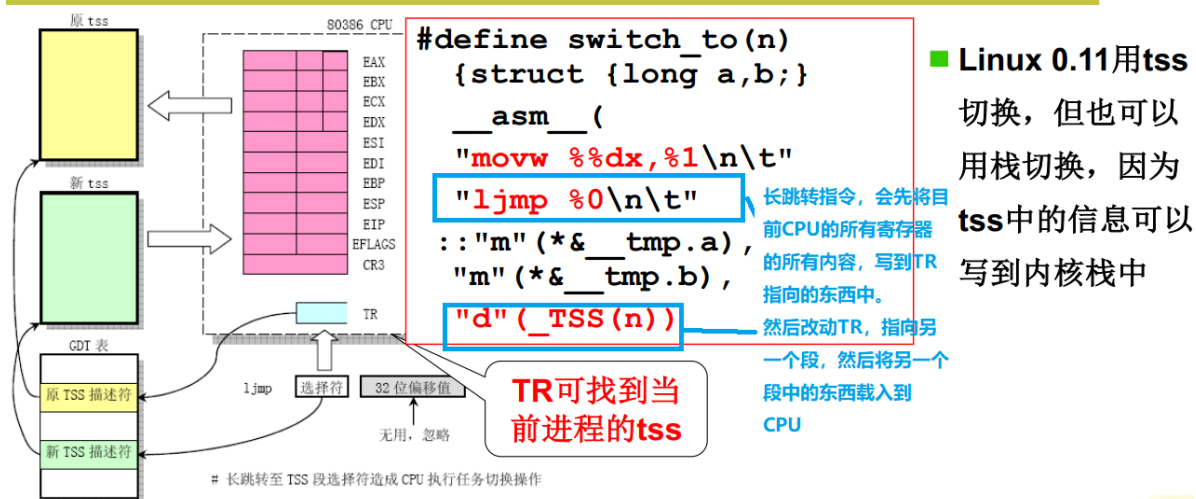 原 tss
80386 CPU
EAX
EBX
ECX
EDX
ESI
EDI
EBP
ESP
EIP
EFLAGS
CR3
TR
新 tss
GDT 表
原 TSS 描述符
新 TSS 描述符
ljmp
选择符
32 位偏移值
无用，忽略
# 长跳转至 TSS 段选择符造成 CPU 执行任务切换操作
#define switch_to(n)
{struct {long a,b;}
__asm__(
"movw %%dx,%1\n\t"
"ljmp %0\n\t"
::"m"(*&__tmp.a),
"m"(*&__tmp.b),
"d"(_TSS(n))
长跳转指令，会先将目
前CPU的所有寄存器
的所有内容，写到TR
指向的东西中。
然后改动TR，指向另
一个段，然后将另一个
段中的东西载入到
CPU
TR可找到当
前进程的tss
Linux 0.11用tss
切换，但也可以
用栈切换，因为
tss中的信息可以
写到内核栈中